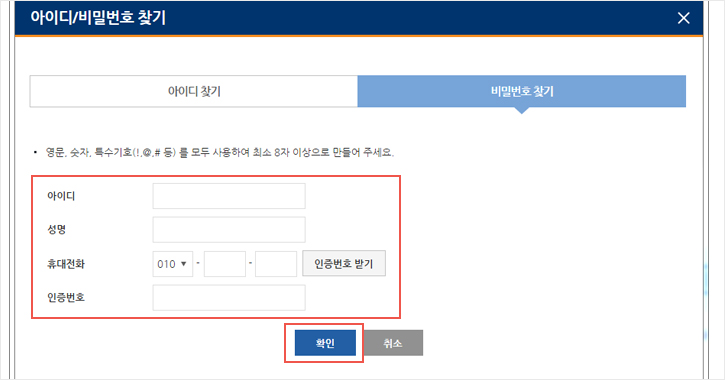 아이디/비밀번호 찾기
아이디 찾기
비밀번호 찾기
• 영문, 숫자, 특수기호(!,@,# 등) 를 모두 사용하여 최소 8자 이상으로 만들어 주세요.
아이디
성명
휴대전화 010 - - 인증번호 받기
인증번호
확인 취소